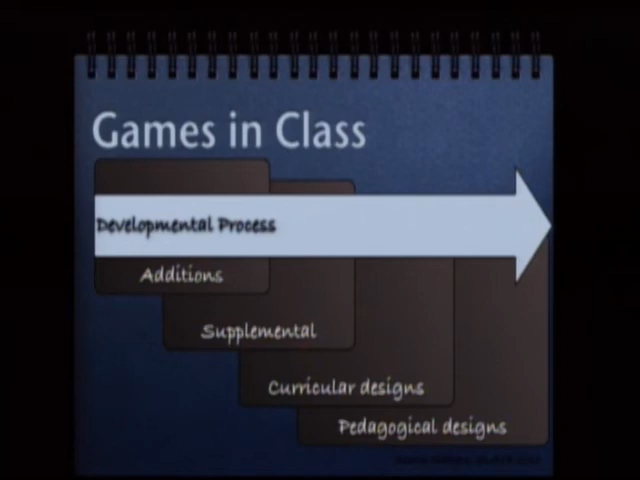 Games in Class
Developmental Process
Additions
Supplemental
Curricular designs
Pedagogical designs